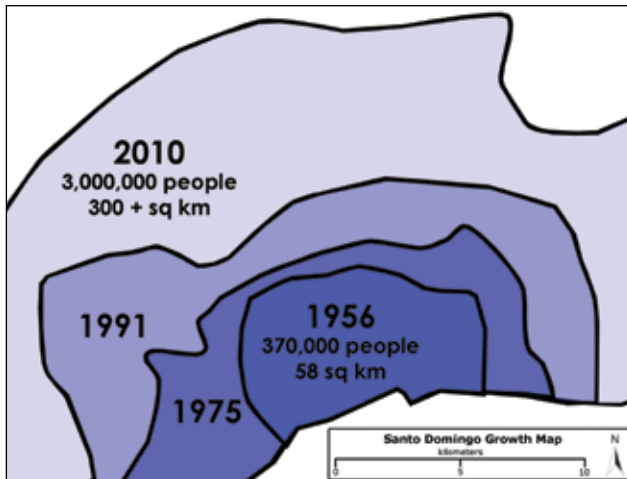 2010
3,000,000 people
300 + sq km
1991
1956
370,000 people
58 sq km
1975
Santo Domingo Growth Map
kilometers
N
0 5 10